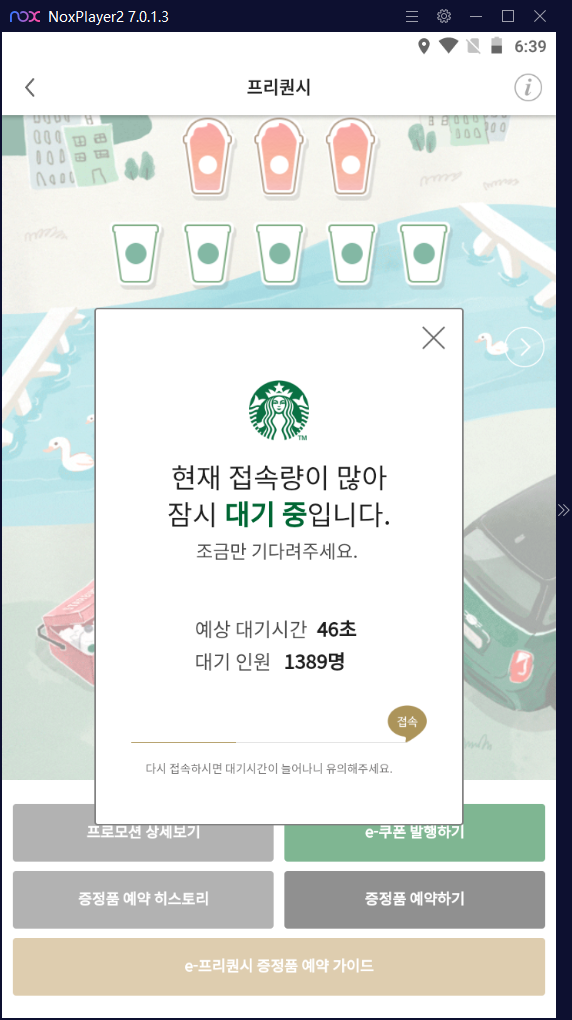 NoxPlayer2 7.0.1.3
6:39
프리퀀시
현재 접속량이 많아
잠시 대기 중입니다.
조금만 기다려주세요.
예상 대기시간 46초
대기 인원 1389명
접속
다시 접속하시면 대기시간이 늘어나니 유의해주세요.
프로모션 상세보기
e-쿠폰 발행하기
증정품 예약 히스토리
증정품 예약하기
e-프리퀀시 증정품 예약 가이드